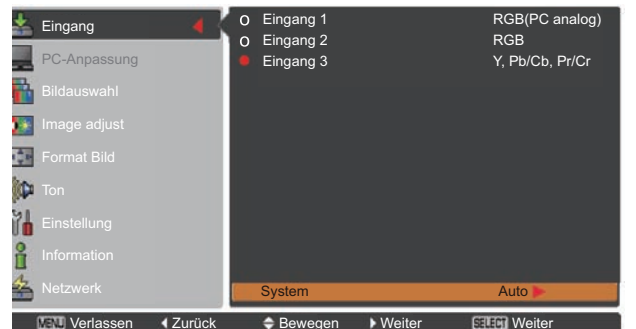 Eingang
PC-Anpassung
Bildauswahl
Image adjust
Format Bild
Ton
Einstellung
Information
Netzwerk
O Eingang 1 RGB(PC analog)
O Eingang 2 RGB
Eingang 3 Y, Pb/Cb, Pr/Cr
System Auto
MENU Verlassen Zurück Bewegen Weiter SELECT Weiter